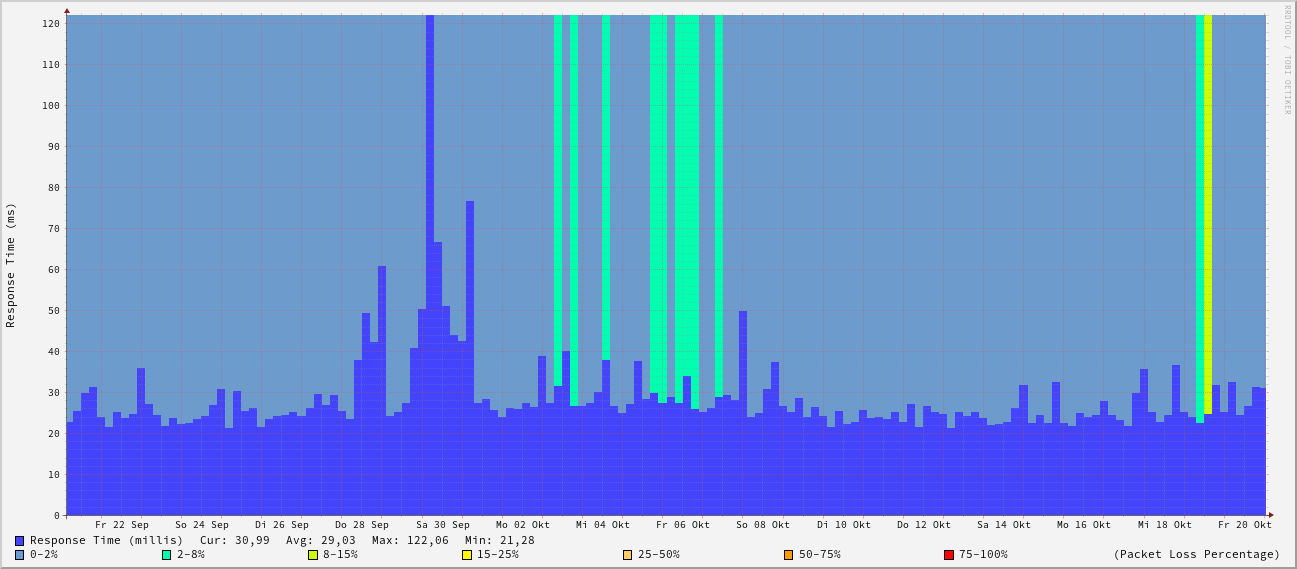 RRDTOOL / TOBI OETIKER
Response Time (ms)
120
110
100
90
80
70
60
50
40
30
20
10
0
Fr 22 Sep So 24 Sep Di 26 Sep Do 28 Sep Sa 30 Sep Mo 02 Okt Mi 04 Okt Fr 06 Okt So 08 Okt Di 10 Okt Do 12 Okt Sa 14 Okt Mo 16 Okt Mi 18 Okt Fr 20 Okt
Response Time (millis) Cur: 30,99 Avg: 29,03 Max: 122,06 Min: 21,28
0-2% 2-8% 8-15% 15-25% 25-50% 50-75% 75-100% (Packet Loss Percentage)